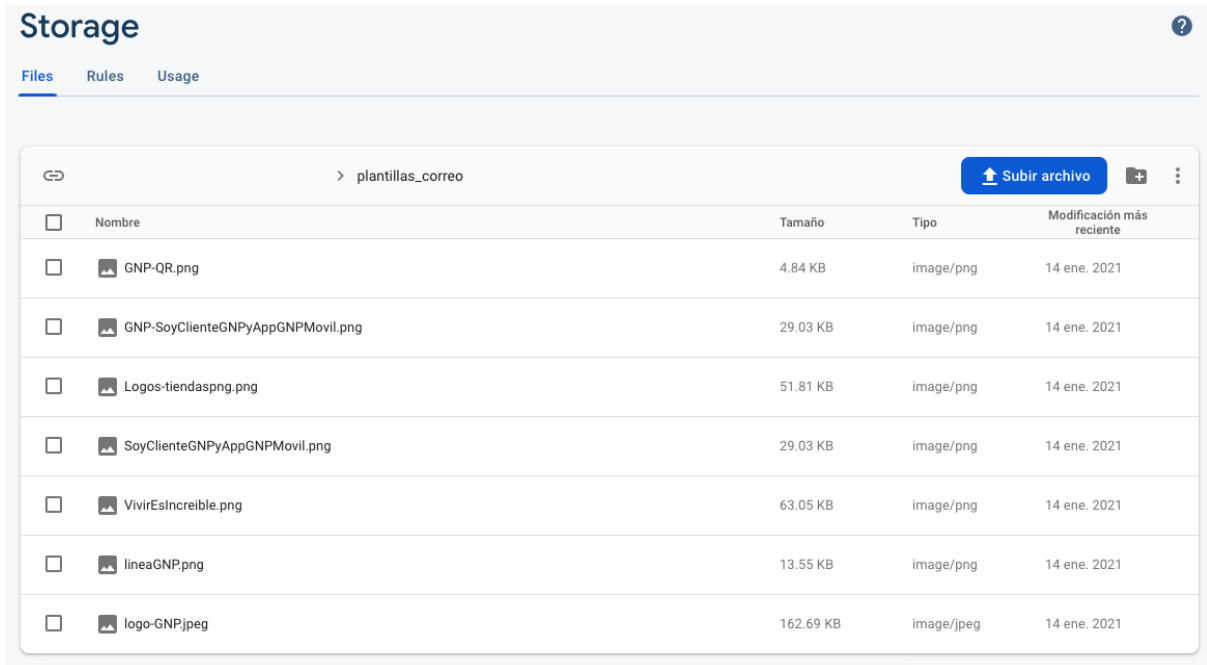 Storage
?
Files Rules Usage
> plantillas_correo Subir archivo
Nombre Tamaño Tipo Modificación más reciente
GNP-QR.png 4.84 KB image/png 14 ene. 2021
GNP-SoyClienteGNPyAppGNPMovil.png 29.03 KB image/png 14 ene. 2021
Logos-tiendaspng.png 51.81 KB image/png 14 ene. 2021
SoyClienteGNPyAppGNPMovil.png 29.03 KB image/png 14 ene. 2021
VivirEsIncreible.png 63.05 KB image/png 14 ene. 2021
lineaGNP.png 13.55 KB image/png 14 ene. 2021
logo-GNP.jpeg 162.69 KB image/jpeg 14 ene. 2021